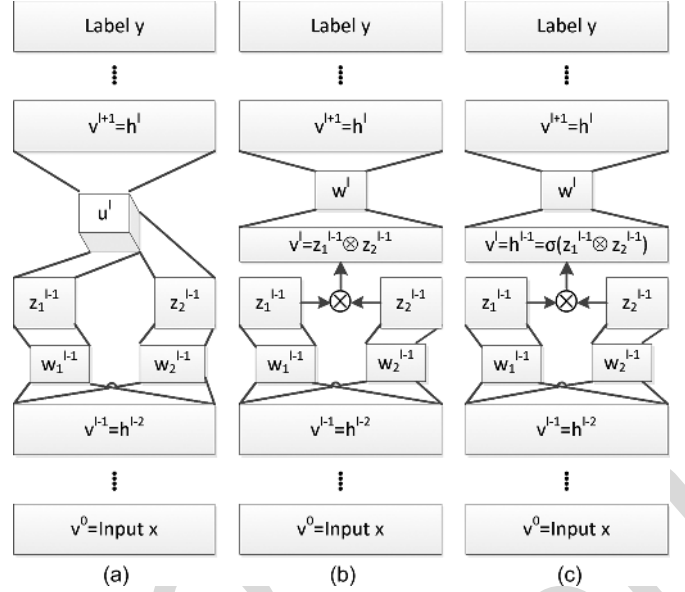 Label y
v^{l+1}=h^l
u^l
z_1^{l-1} z_2^{l-1}
w_1^{l-1} w_2^{l-1}
v^{l-1}=h^{l-2}
v^0=Input x
(a)
Label y
v^{l+1}=h^l
w^l
v^l=z_1^{l-1}⊗ z_2^{l-1}
z_1^{l-1} ⊗ z_2^{l-1}
w_1^{l-1} w_2^{l-1}
v^{l-1}=h^{l-2}
v^0=Input x
(b)
Label y
v^{l+1}=h^l
w^l
v^l=h^{l-1}=σ(z_1^{l-1}⊗ z_2^{l-1})
z_1^{l-1} ⊗ z_2^{l-1}
w_1^{l-1} w_2^{l-1}
v^{l-1}=h^{l-2}
v^0=Input x
(c)